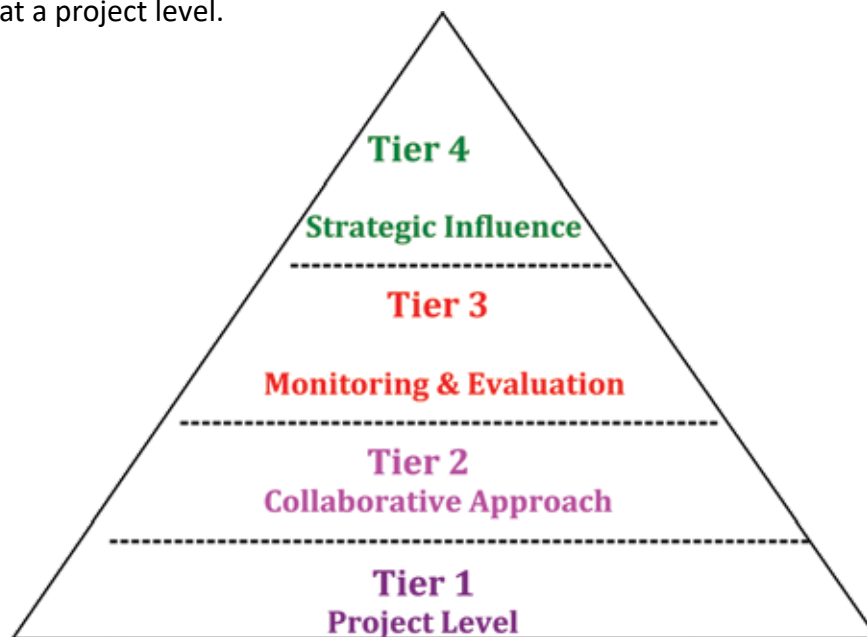 at a project level.
Tier 4
Strategic Influence
Tier 3
Monitoring & Evaluation
Tier 2
Collaborative Approach
Tier 1
Project Level